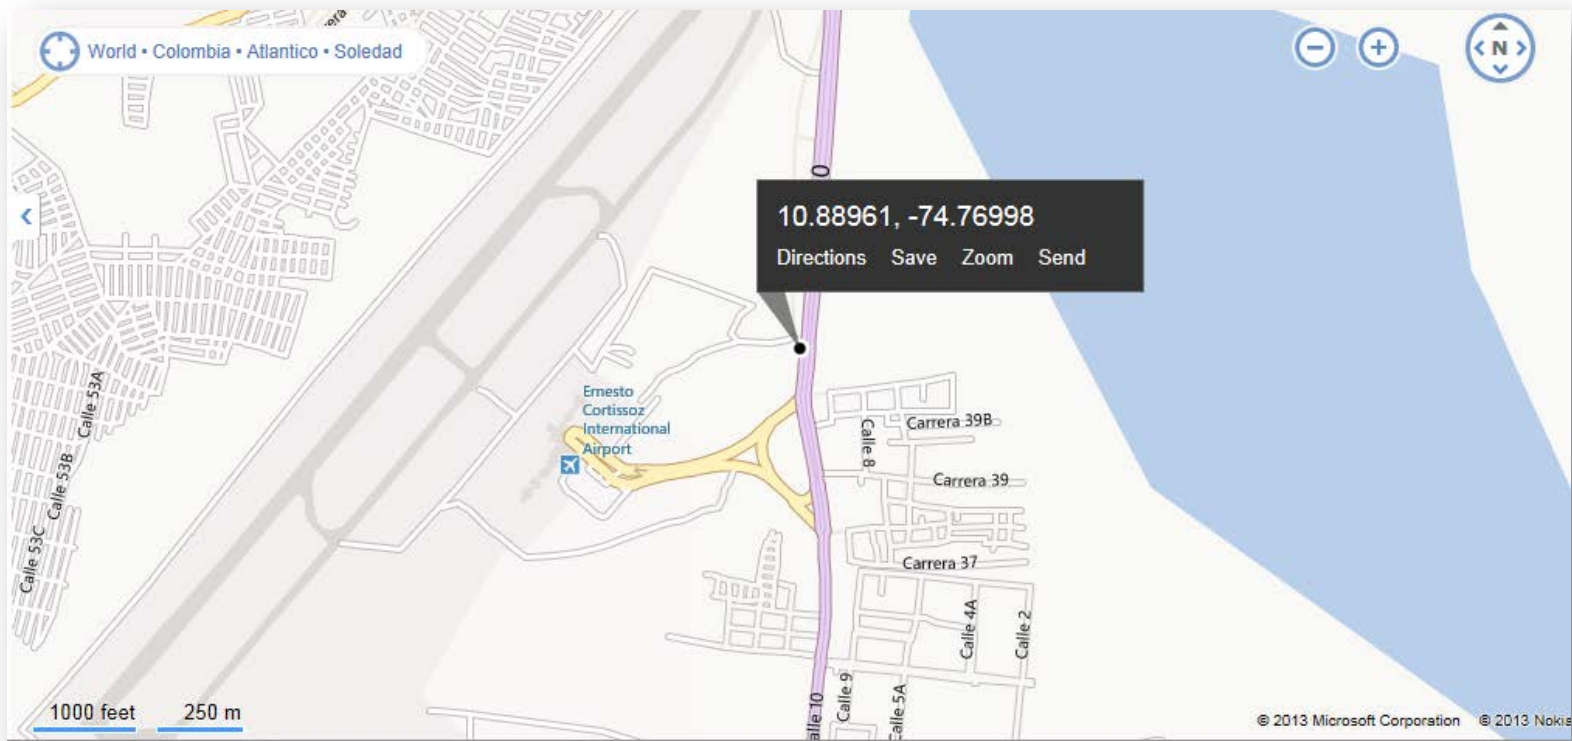 era
World • Colombia • Atlantico • Soledad
N
0
10.88961, -74.76998
Directions Save Zoom Send
Ernesto
Cortissoz
International
Airport
Calle 53A
Calle 53B
Calle 53C
Calle 8
Carrera 39B
Carrera 39
Carrera 37
Calle 4A
Calle 2
Calle 9
Calle 5A
alle 10
1000 feet 250 m
© 2013 Microsoft Corporation © 2013 Nokia